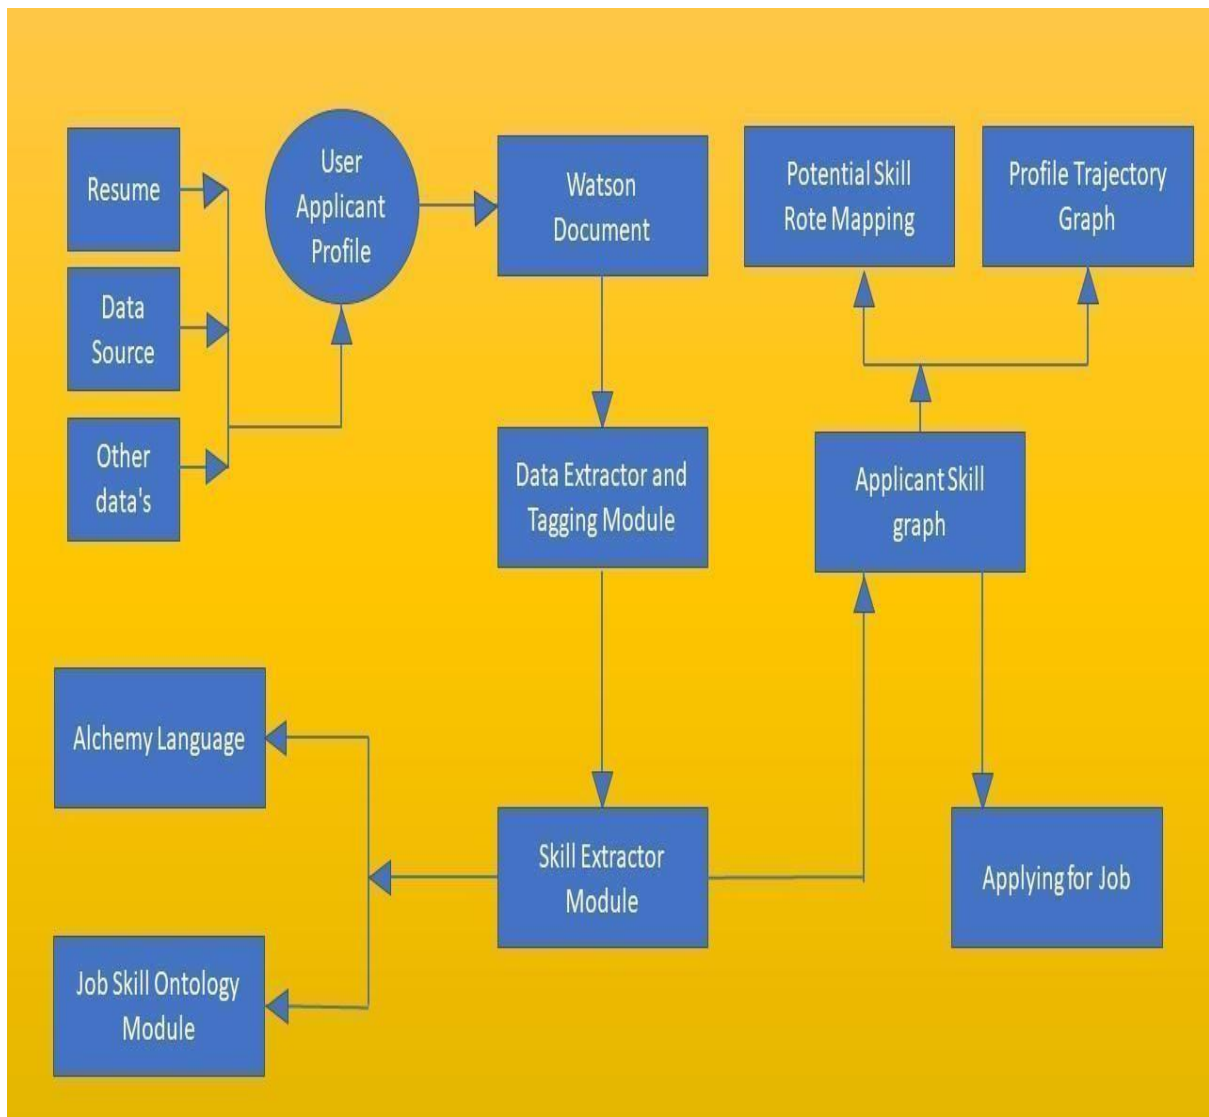 Resume
Data
Source
Other
data's
User
Applicant
Profile
Watson
Document
Potential Skill
Rote Mapping
Profile Trajectory
Graph
Data Extractor and
Tagging Module
Applicant Skill
graph
Alchemy Language
Skill Extractor
Module
Applying for Job
Job Skill Ontology
Module